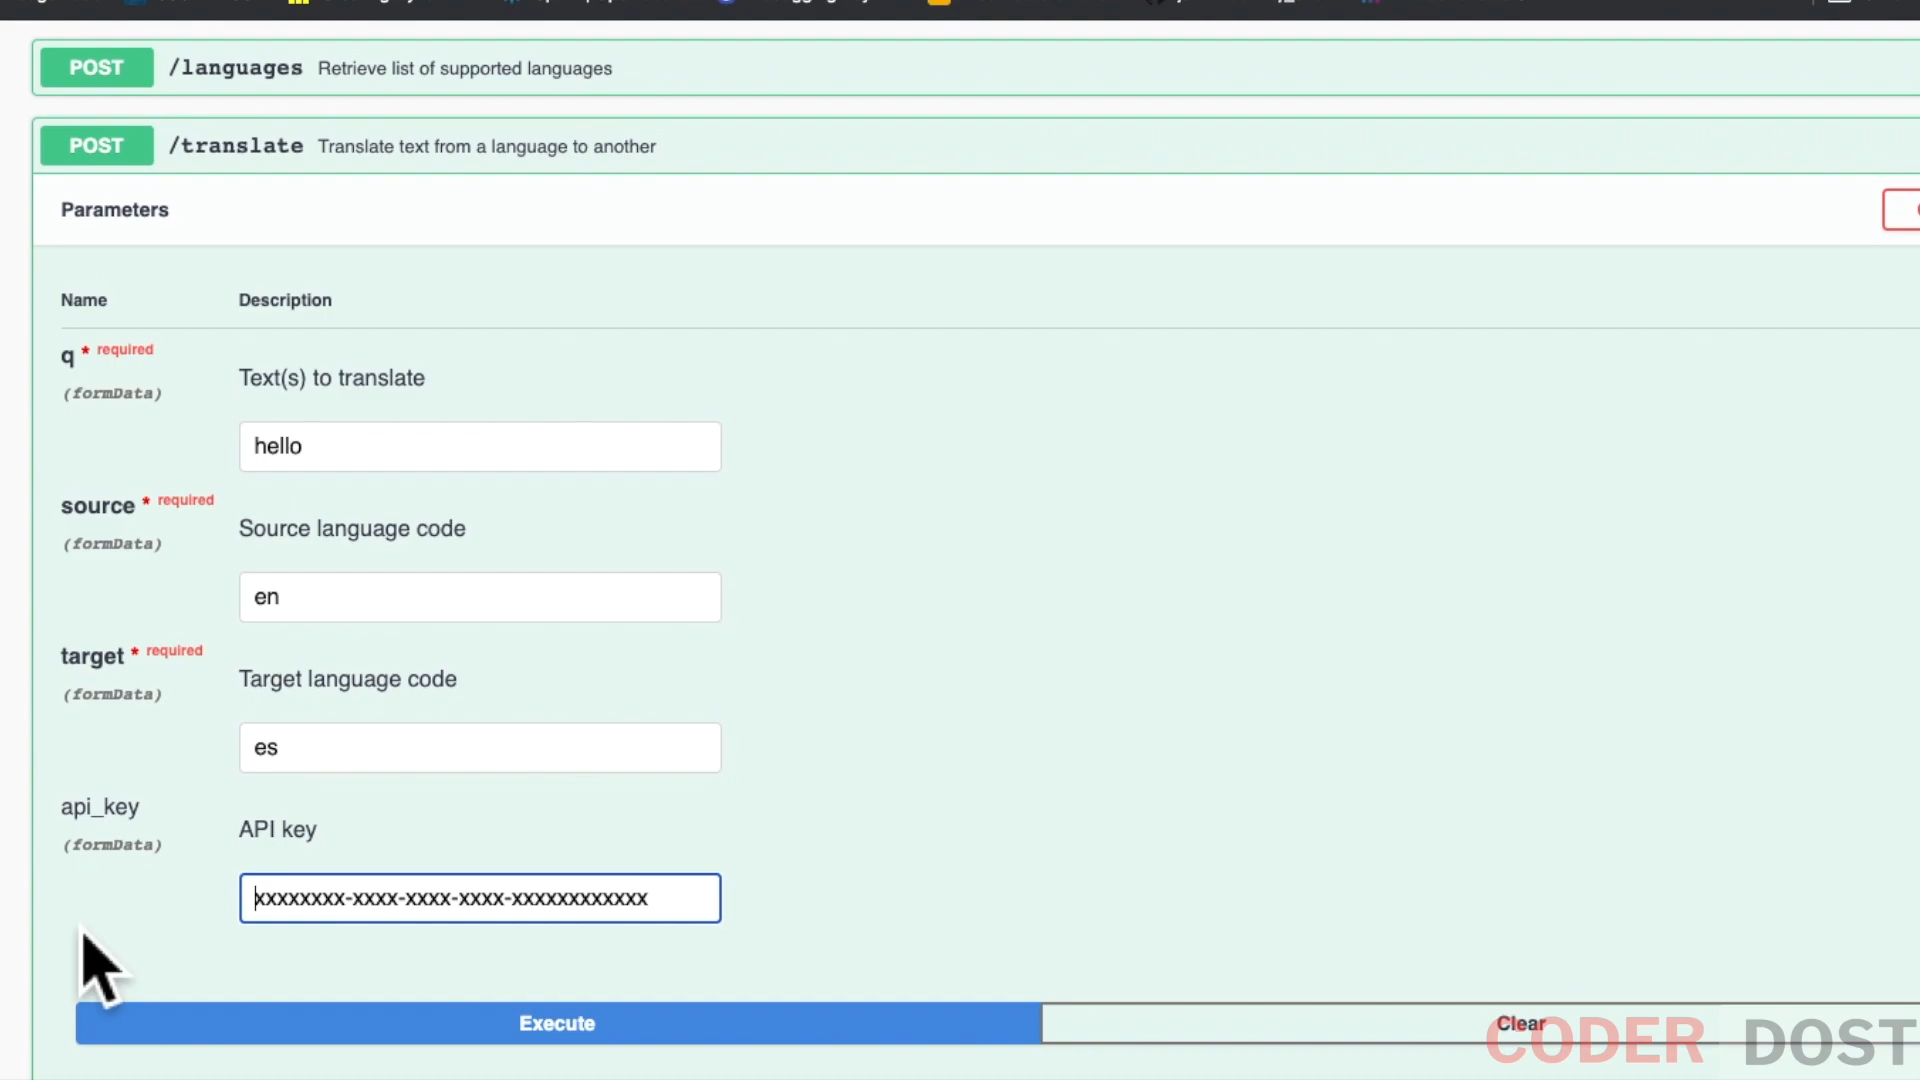 POST /languages Retrieve list of supported languages
POST /translate Translate text from a language to another
Parameters
Name Description
q * required
(formData)
Text(s) to translate
hello
source * required
(formData)
Source language code
en
target * required
(formData)
Target language code
es
api_key
(formData)
API key
xxxxxxxx-xxxx-xxxx-xxxx-xxxxxxxxxxxx
Execute
Clear
CODER DOST